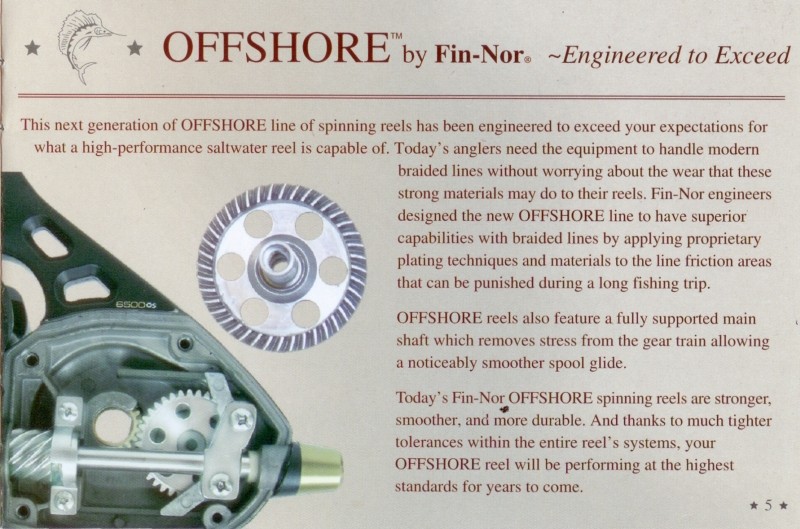 OFFSHORE™ by Fin-Nor® ~Engineered to Exceed
This next generation of OFFSHORE line of spinning reels has been engineered to exceed your expectations for
what a high-performance saltwater reel is capable of. Today's anglers need the equipment to handle modern
braided lines without worrying about the wear that these
strong materials may do to their reels. Fin-Nor engineers
designed the new OFFSHORE line to have superior
capabilities with braided lines by applying proprietary
plating techniques and materials to the line friction areas
that can be punished during a long fishing trip.
OFFSHORE reels also feature a fully supported main
shaft which removes stress from the gear train allowing
a noticeably smoother spool glide.
Today's Fin-Nor OFFSHORE spinning reels are stronger,
smoother, and more durable. And thanks to much tighter
tolerances within the entire reel's systems, your
OFFSHORE reel will be performing at the highest
standards for years to come.
6500os
★ 5 ★